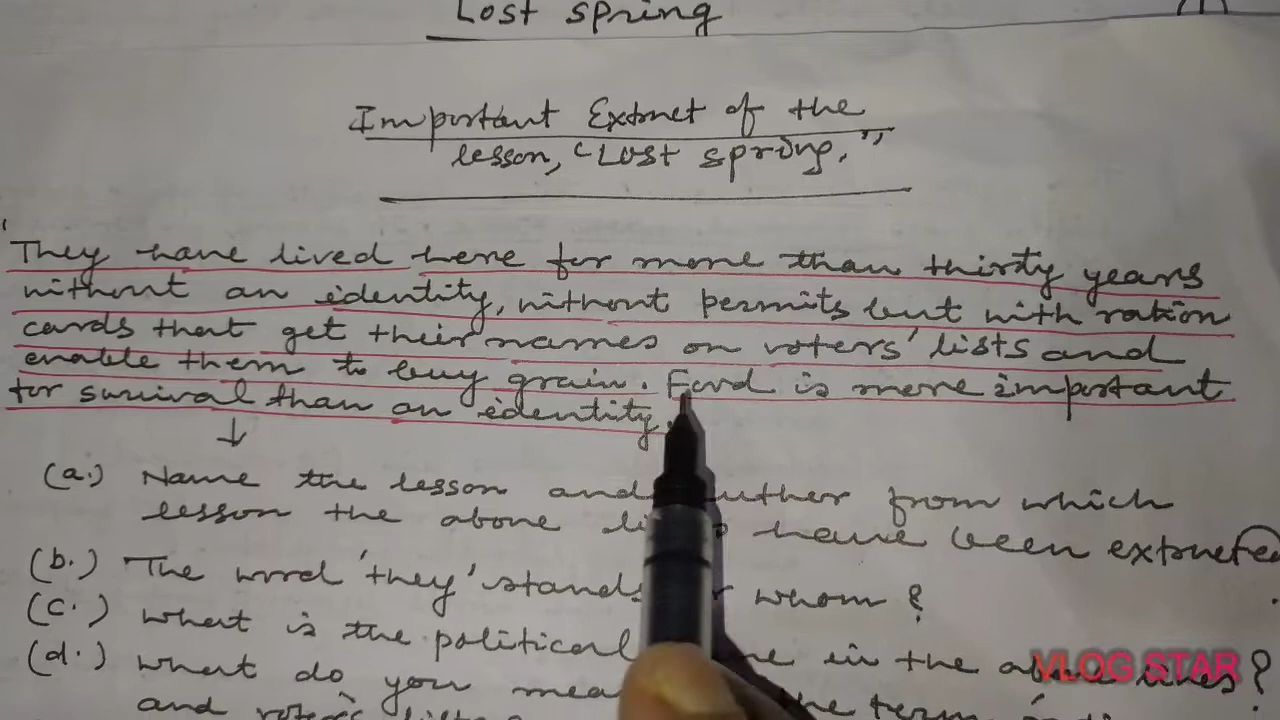 Lost spring
Important Extract of the
lesson, "Lost spring."
They have lived here for more than thirty years
without an identity, without permits but with ration
cards that get their names on voters' lists and
enable them to buy grain. Food is more important
for survival than an identity.
(a.) Name the lesson and author from which
lesson the above have been extracted
(b.) The word 'they' stands whom?
(c.) What is the political in the above lines?
(d.) What do you mean the term
and
VLOG STAR